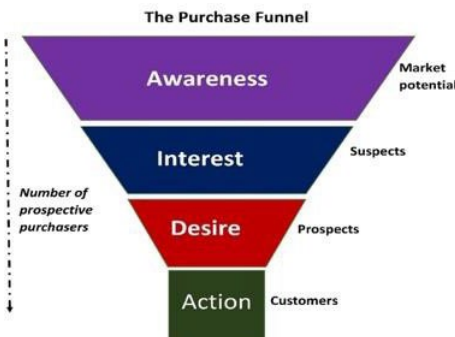 The Purchase Funnel
Awareness
Market
potential
Interest
Suspects
Number of
prospective
purchasers
Desire
Prospects
Action
Customers